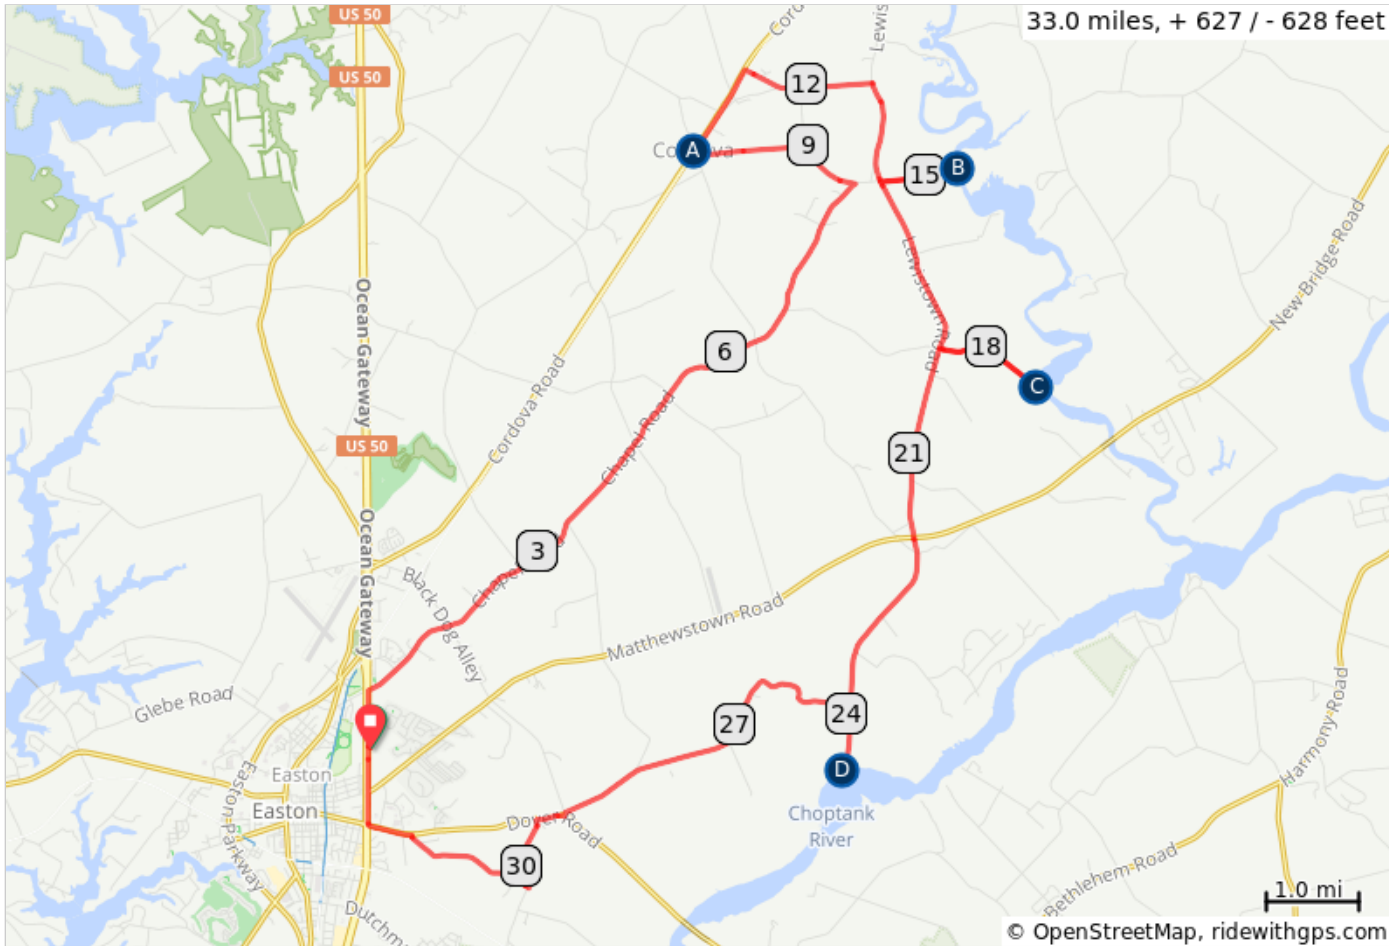 US 50
33.0 miles, + 627 / - 628 feet
US 50
12
9
A
15
B
Lewistown Road
New Bridge Road
Ocean Gateway
6
18
C
Cordova Road
Chapel Road
US 50
21
Ocean Gateway
3
Black Dog Alley
Matthewstown Road
Glebe Road
24
27
D
Harmony Road
Easton
Easton
Choptank
River
Dover Road
Easton Parkway
30
Bethlehem Road
1.0 mi
© OpenStreetMap, ridewithgps.com